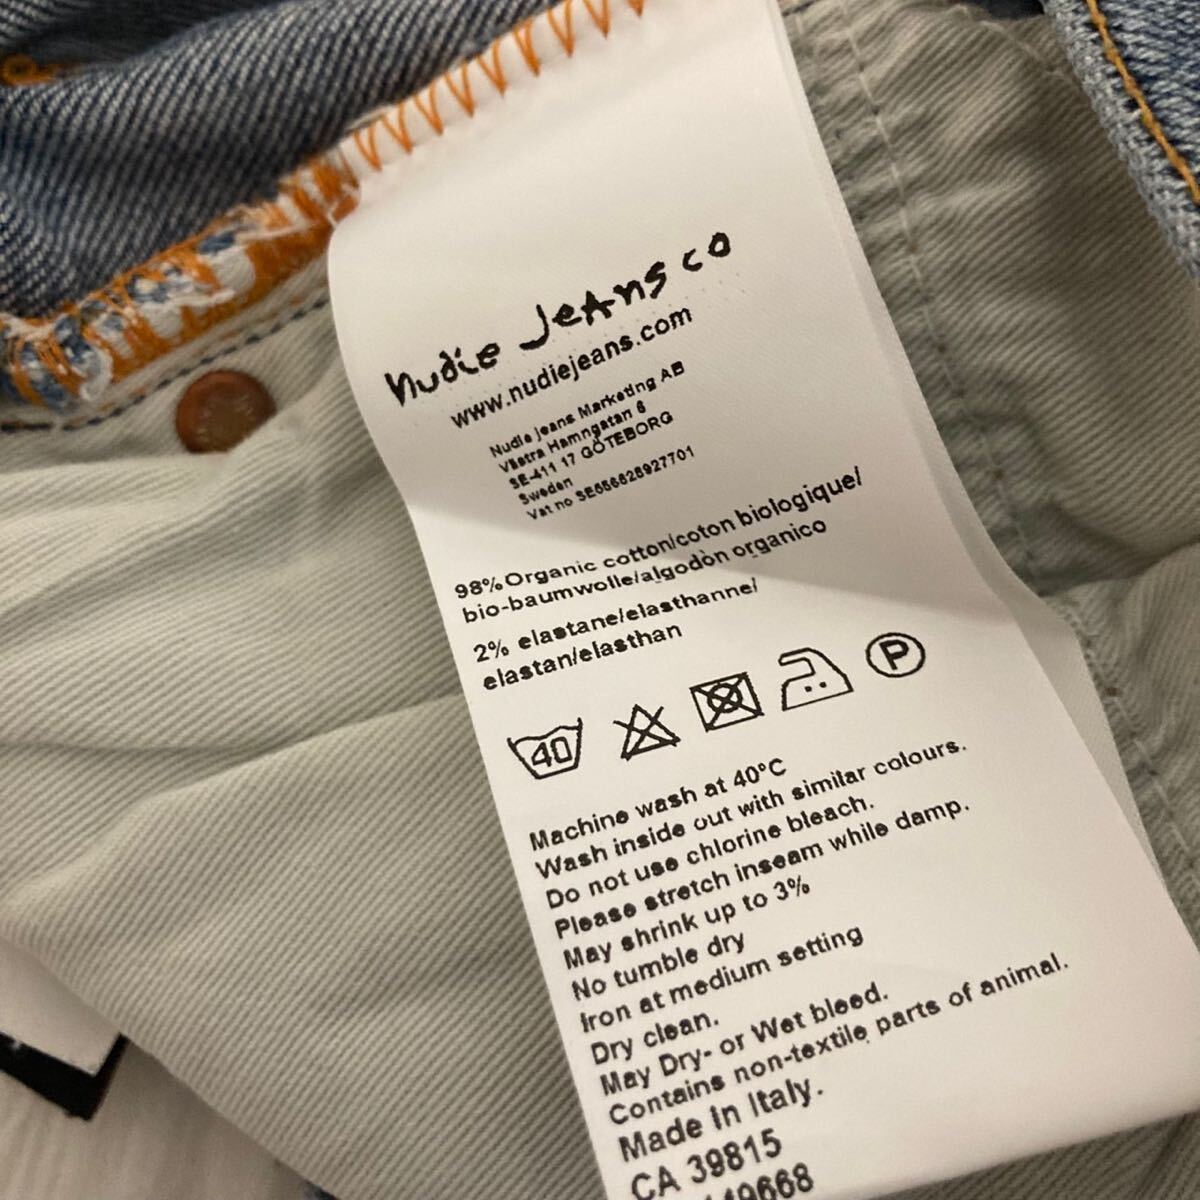 Nudie Jeans co
www.nudiejeans.com
Nudie Jeans Marketing AB
Västra Hamngatan 6
SE-411 17 GÖTEBORG
Sweden
Vat no SE556628927701
98% Organic cotton/coton biologique/
bio-baumwolle/algodòn organico
2% elastane/elasthanne/
elastan/elasthan
40
P
Machine wash at 40°C
Wash inside out with similar colours.
Do not use chlorine bleach.
Please stretch inseam while damp.
May shrink up to 3%
No tumble dry
Iron at medium setting
Dry clean.
May Dry- or Wet bleed.
Contains non-textile parts of animal.
Made In Italy.
CA 39815